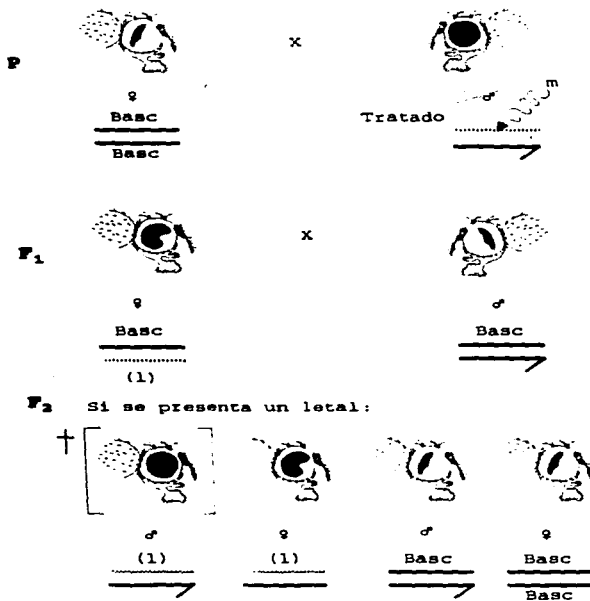 P
x
♀
♂
m
Basc
Tratado
Basc
F₁
x
♀
♂
Basc
Basc
(l)
F₂ Si se presenta un letal:
†
♂ ♀ ♂ ♀
(l) (l) Basc Basc
Basc